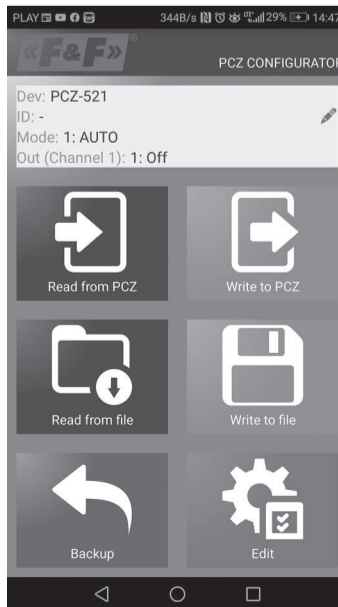 PLAY 344B/s LTE 29% 14:47
«F&F»®
PCZ CONFIGURATOR
Dev: PCZ-521
ID: -
Mode: 1: AUTO
Out (Channel 1): 1: Off
Read from PCZ Write to PCZ
Read from file Write to file
Backup Edit